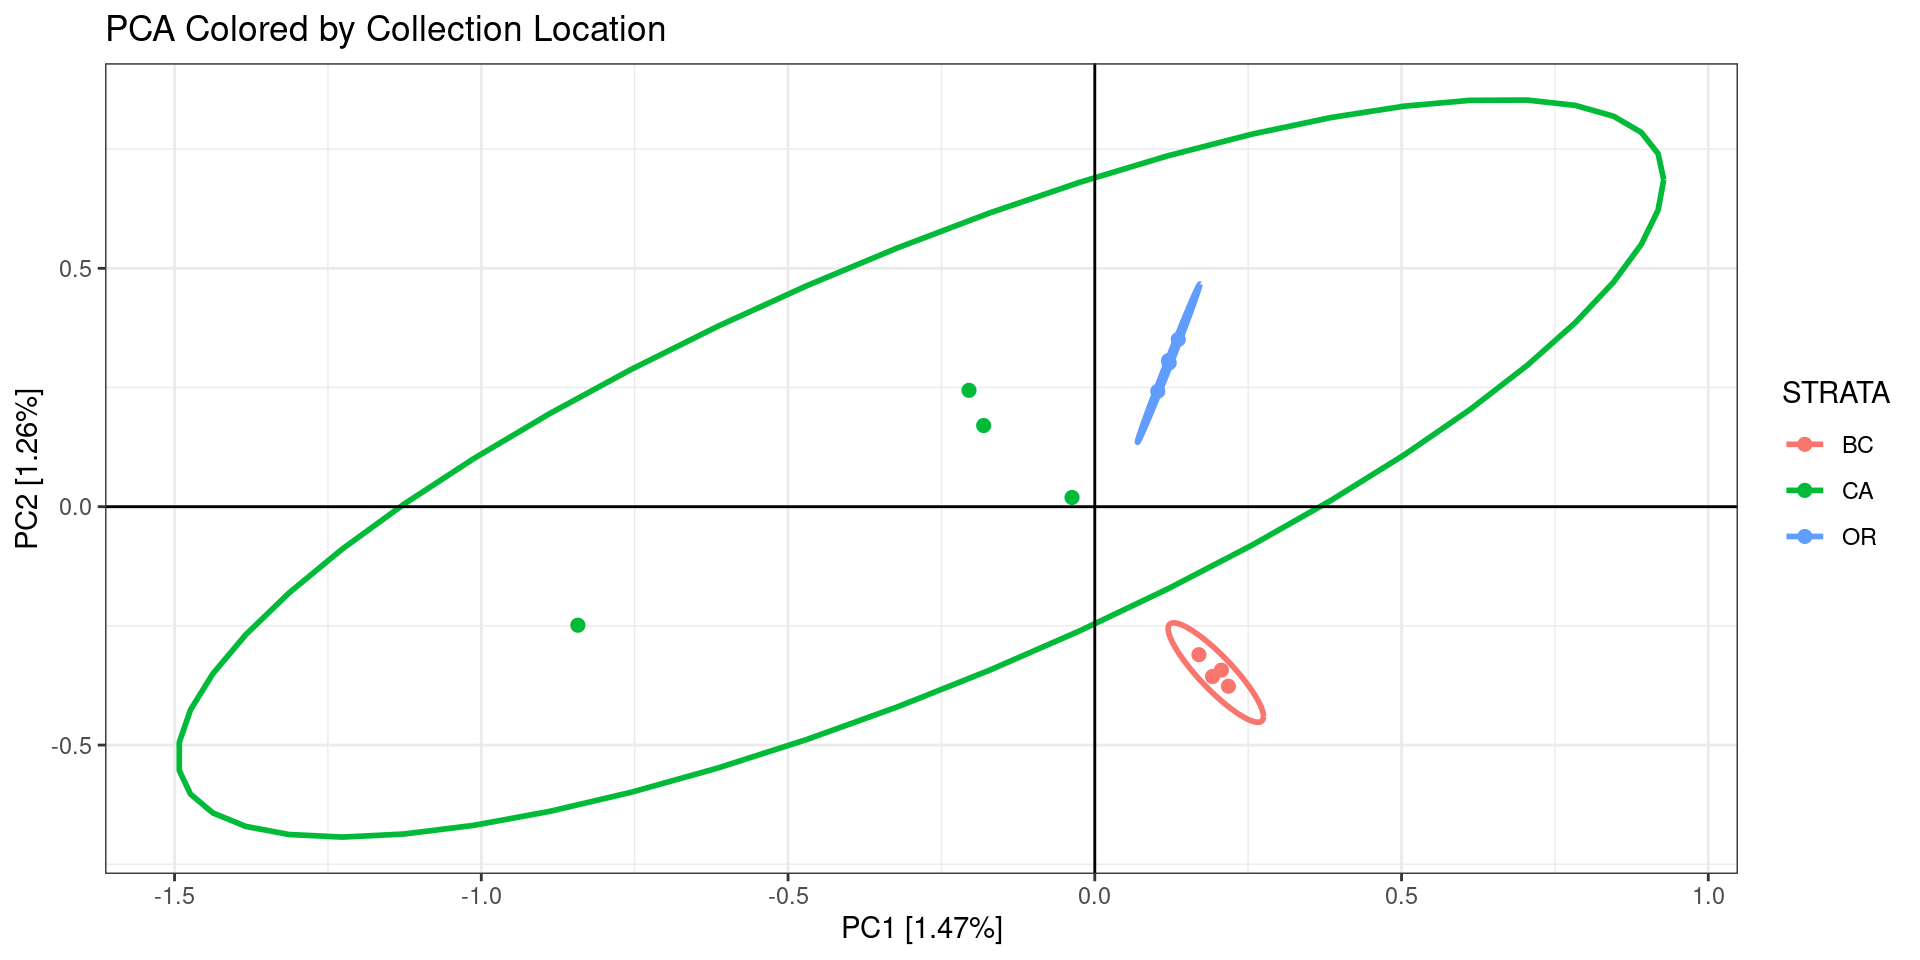 PCA Colored by Collection Location
PC2 [1.26%]
0.5
0.0
-0.5
-1.5
-1.0
-0.5
0.0
0.5
1.0
PC1 [1.47%]
STRATA
BC
CA
OR